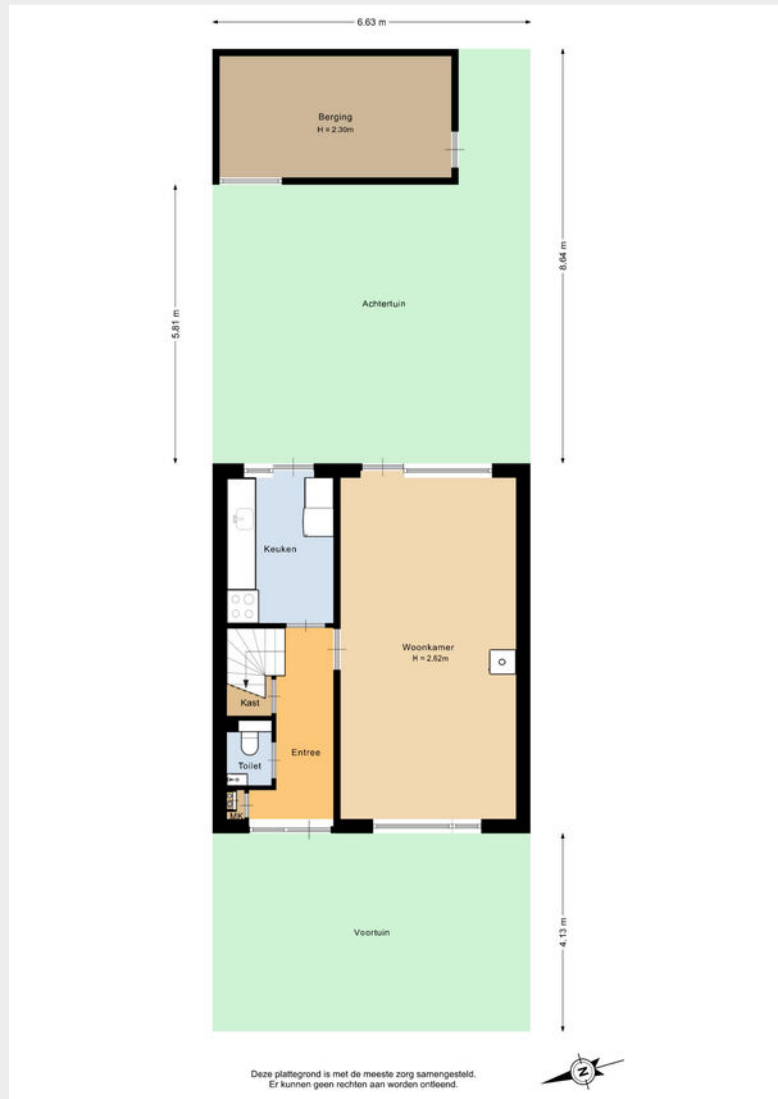 6.63 m
Berging
H = 2.30m
8.64 m
5.81 m
Achtertuin
Keuken
Woonkamer
H = 2.62m
Kast
Entree
Toilet
MK
4.13 m
Voortuin
Deze plattegrond is met de meeste zorg samengesteld.
Er kunnen geen rechten aan worden ontleend.
N